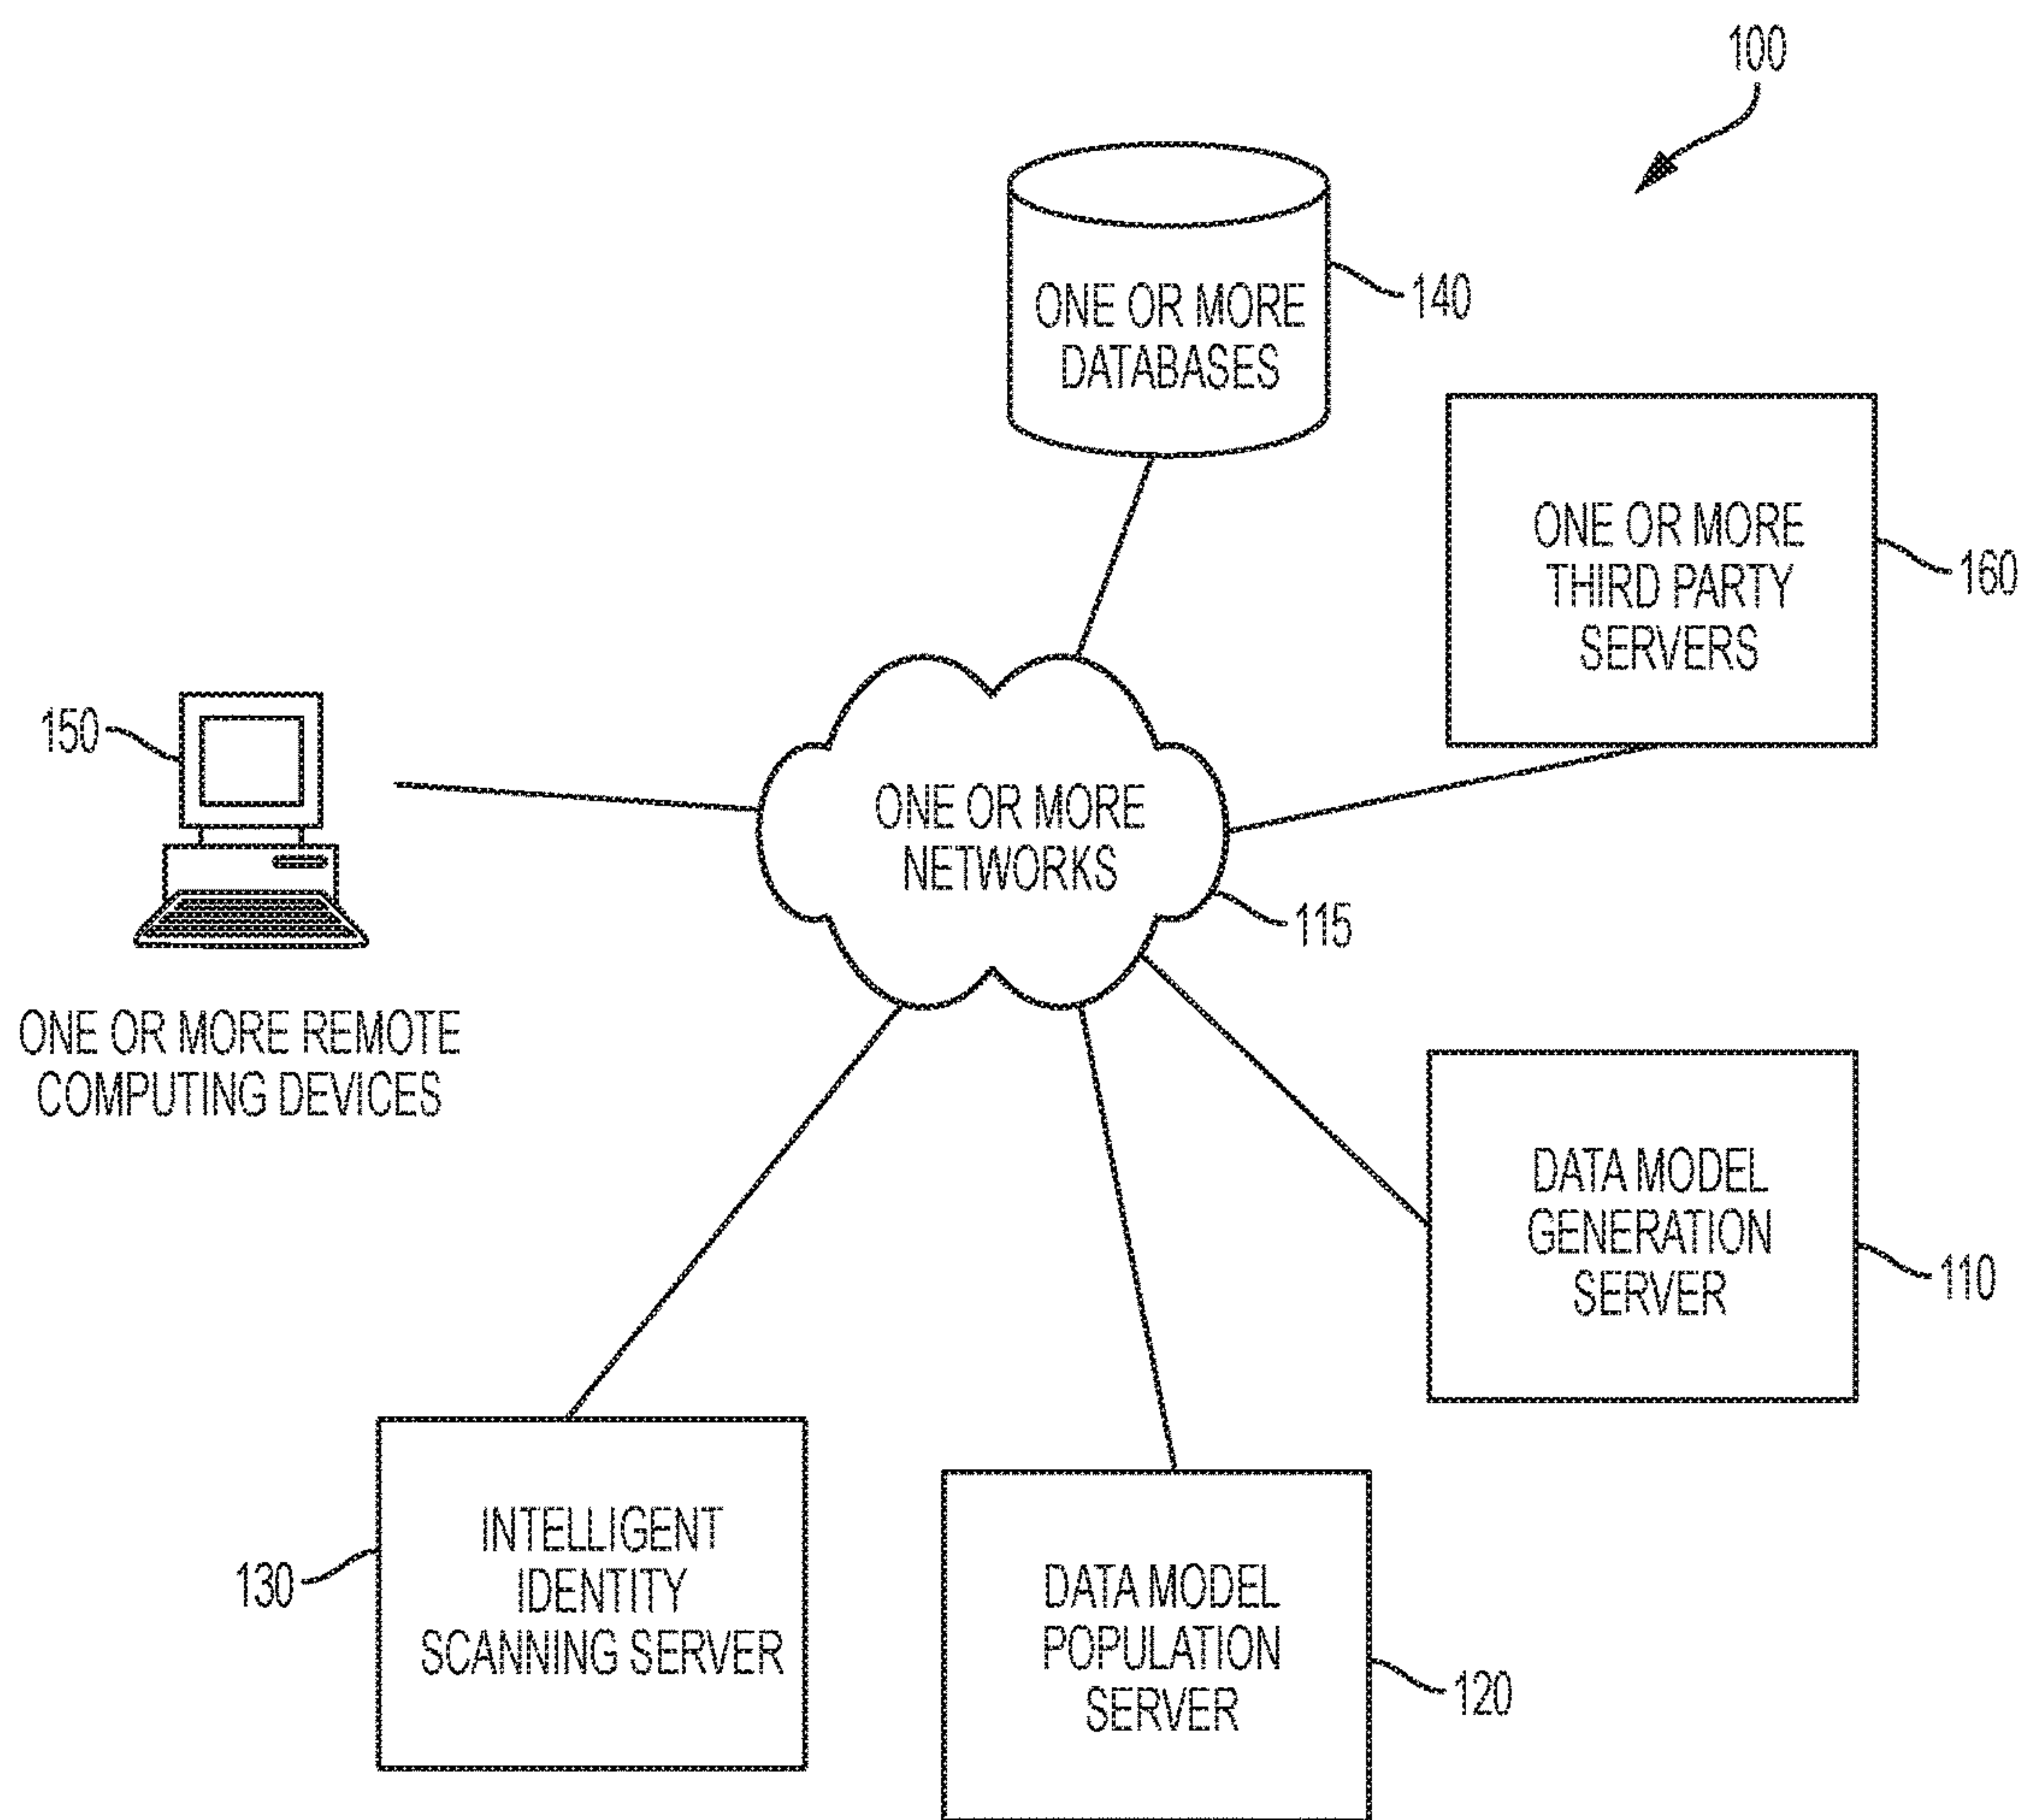 100
ONE OR MORE
DATABASES
140
ONE OR MORE
THIRD PARTY
SERVERS
160
150
ONE OR MORE
NETWORKS
115
ONE OR MORE REMOTE
COMPUTING DEVICES
DATA MODEL
GENERATION
SERVER
110
INTELLIGENT
IDENTITY
SCANNING SERVER
130
DATA MODEL
POPULATION
SERVER
120